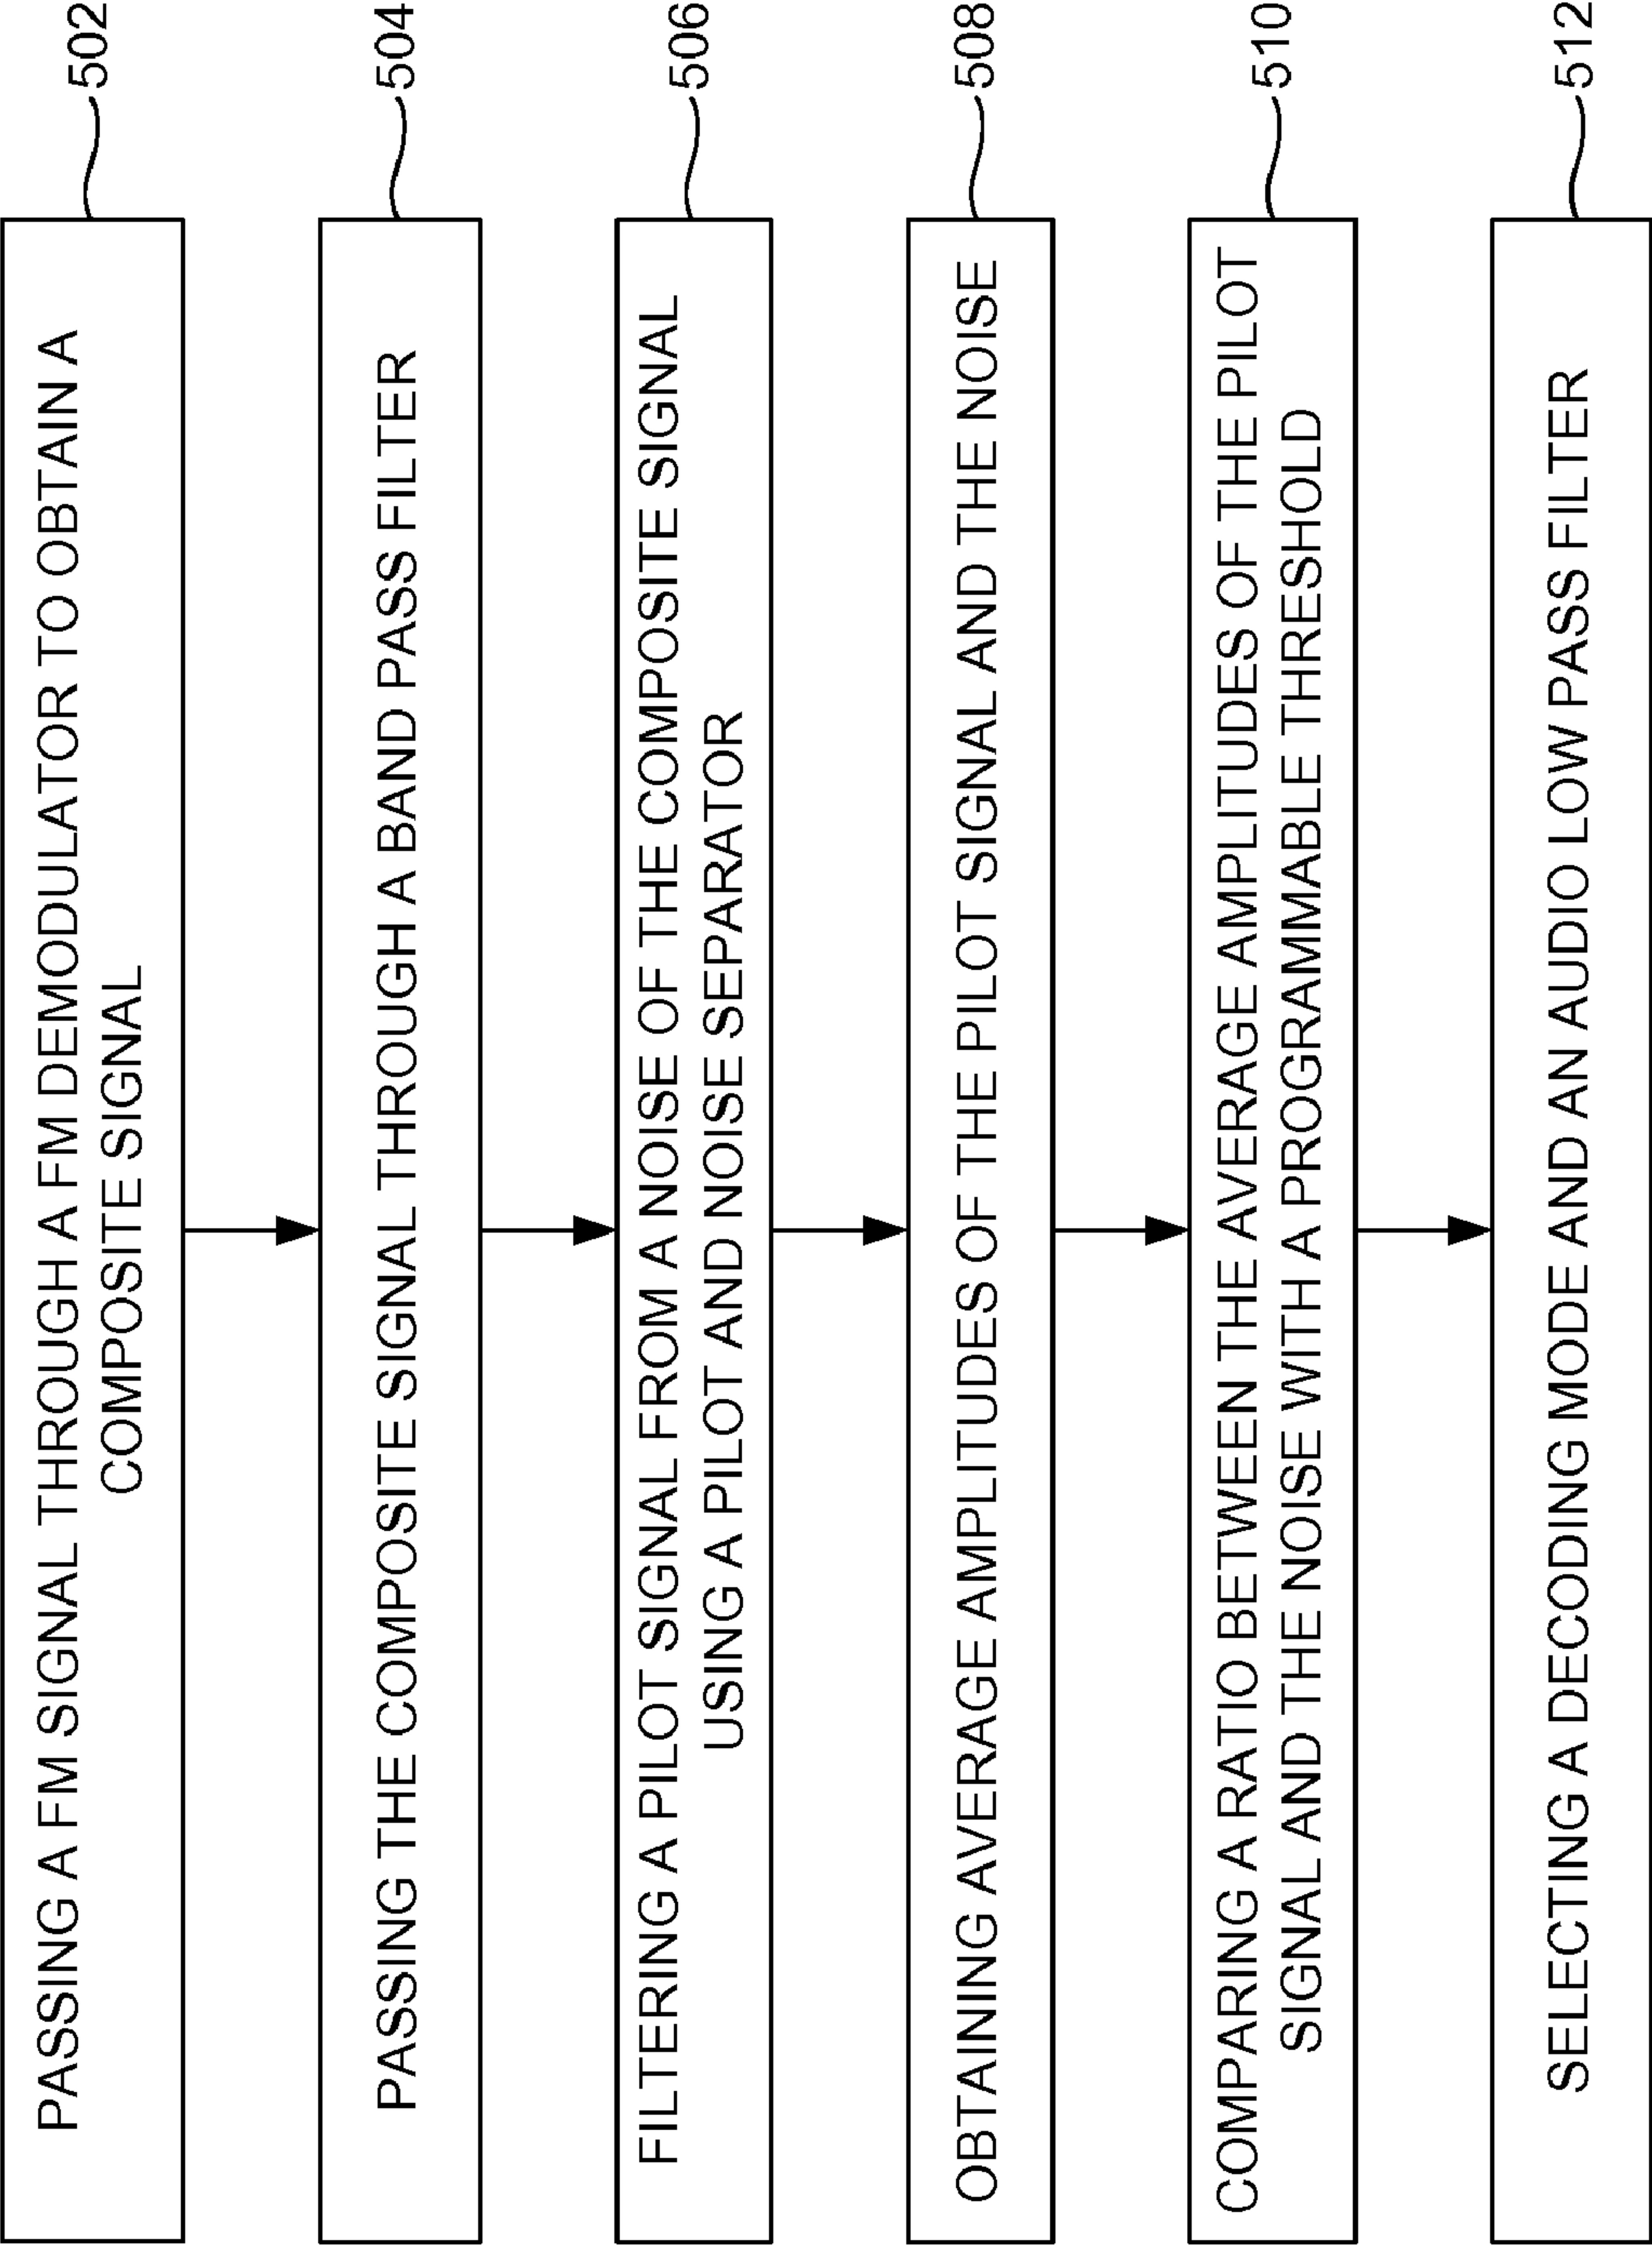 PASSING A FM SIGNAL THROUGH A FM DEMODULATOR TO OBTAIN A
COMPOSITE SIGNAL
502
PASSING THE COMPOSITE SIGNAL THROUGH A BAND PASS FILTER
504
FILTERING A PILOT SIGNAL FROM A NOISE OF THE COMPOSITE SIGNAL
USING A PILOT AND NOISE SEPARATOR
506
OBTAINING AVERAGE AMPLITUDES OF THE PILOT SIGNAL AND THE NOISE
508
COMPARING A RATIO BETWEEN THE AVERAGE AMPLITUDES OF THE PILOT
SIGNAL AND THE NOISE WITH A PROGRAMMABLE THRESHOLD
510
SELECTING A DECODING MODE AND AN AUDIO LOW PASS FILTER
512